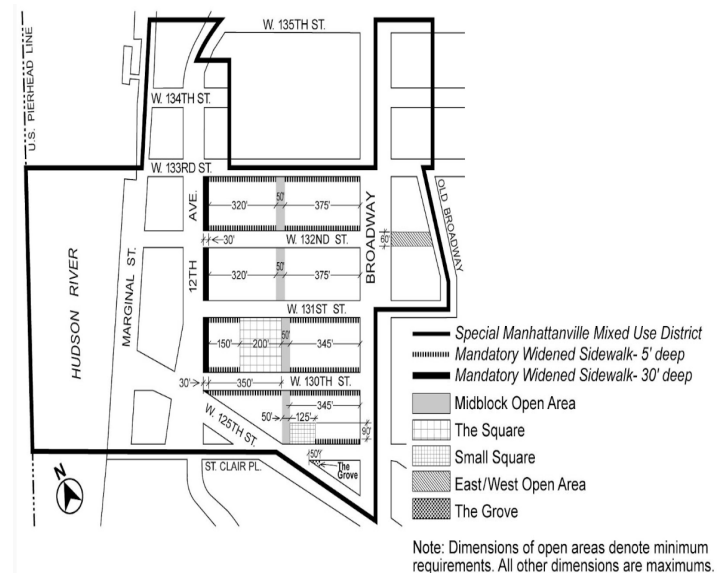 U.S. PIERHEAD LINE
W. 135TH ST.
W. 134TH ST.
W. 133RD ST.
AVE.
12TH
320'
50'
375'
30'
W. 132ND ST.
BROADWAY
60'
OLD BROADWAY
HUDSON RIVER
MARGINAL ST.
320'
50'
375'
W. 131ST ST.
150'
200'
50'
345'
30'
350'
W. 130TH ST.
345'
50'
125'
90'
W. 125TH ST.
50'
The
Grove
ST. CLAIR PL.
N
Special Manhattanville Mixed Use District
Mandatory Widened Sidewalk- 5' deep
Mandatory Widened Sidewalk- 30' deep
Midblock Open Area
The Square
Small Square
East/West Open Area
The Grove
Note: Dimensions of open areas denote minimum
requirements. All other dimensions are maximums.